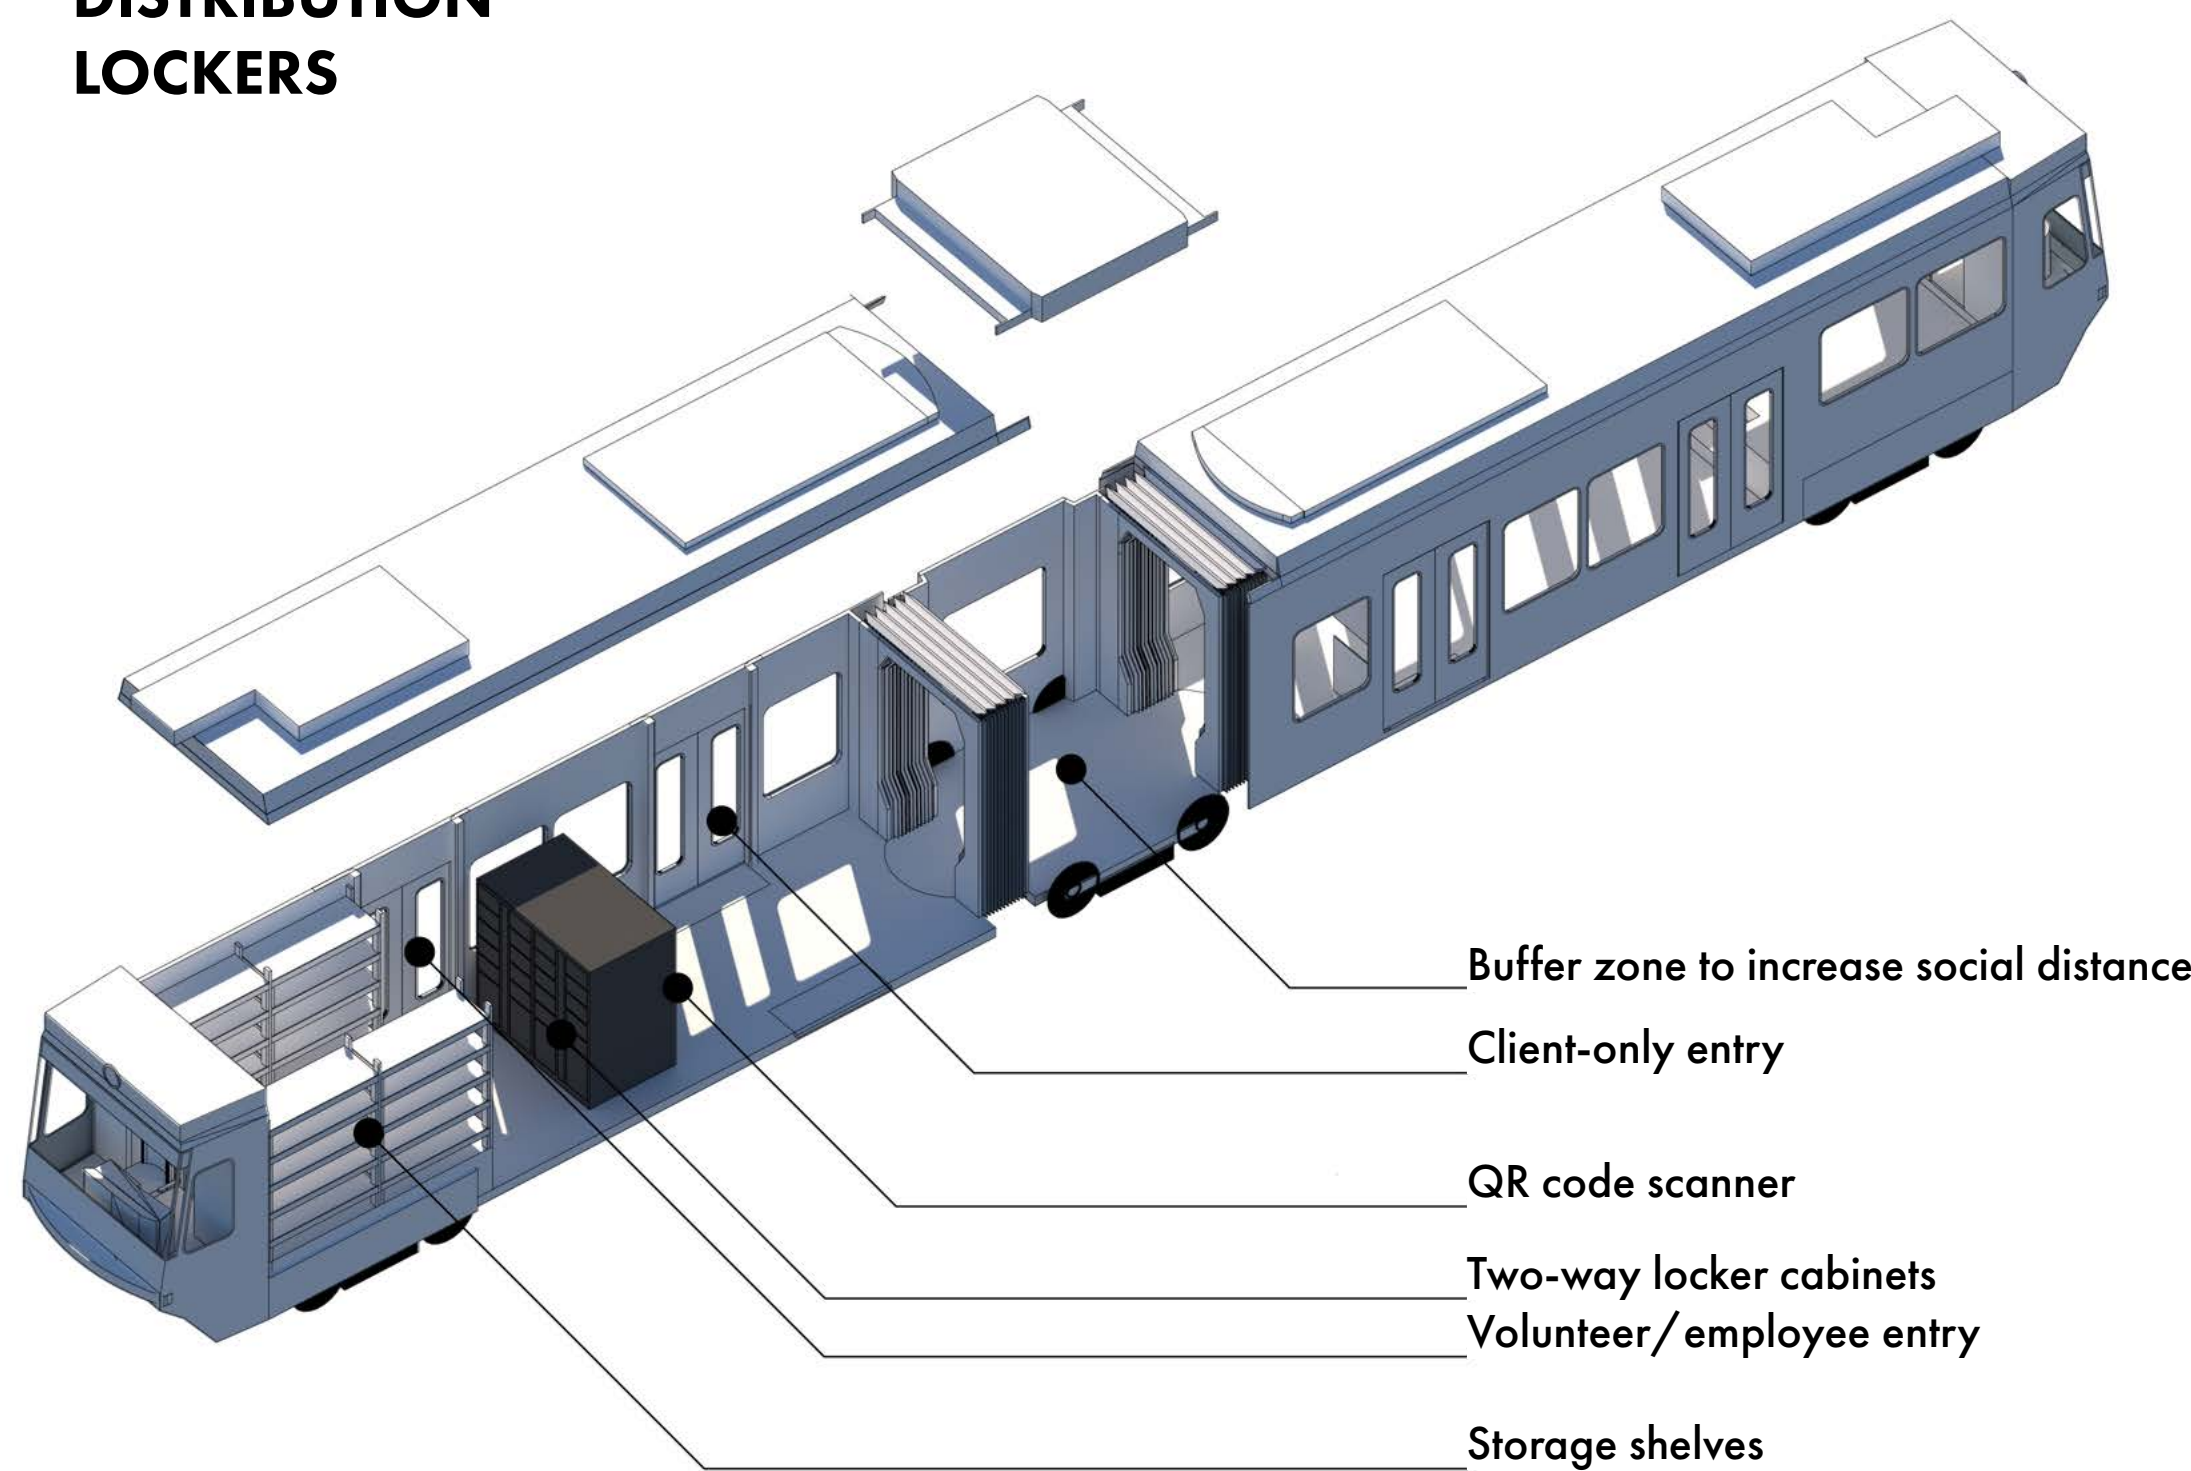 DISTRIBUTION
LOCKERS
Buffer zone to increase social distance
Client-only entry
QR code scanner
Two-way locker cabinets
Volunteer/employee entry
Storage shelves